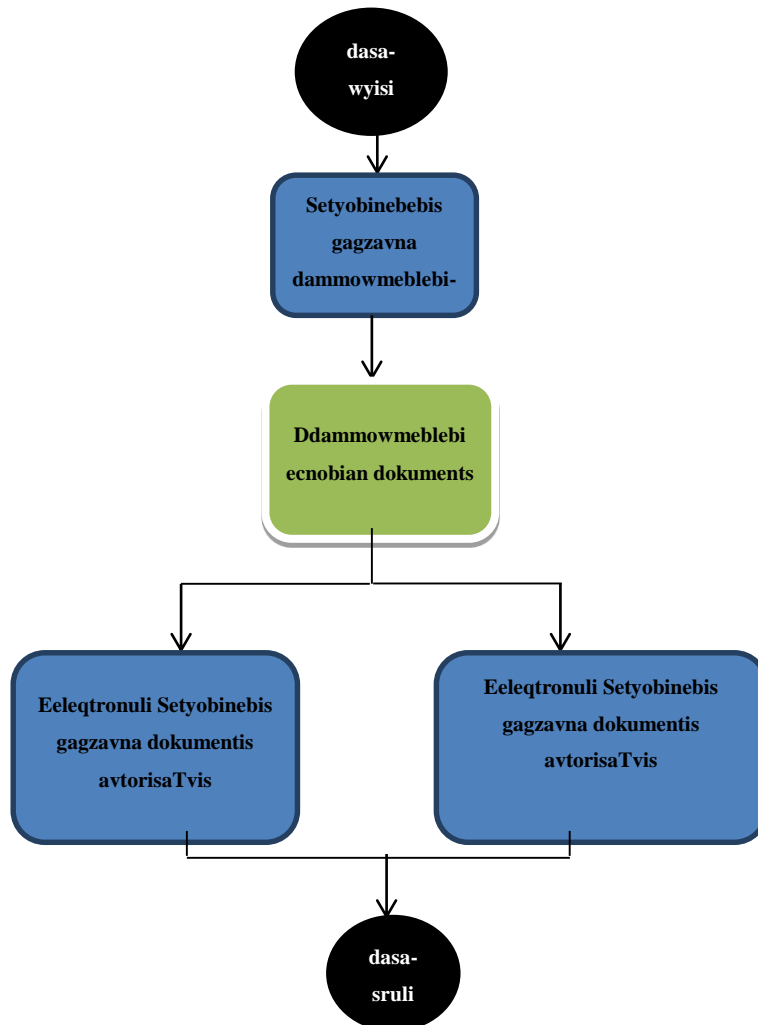 dasa-
wyisi
Setyobinebebis
gagzavna
dammowmeblebi-
Ddammowmeblebi
ecnobian dokuments
Eeleqtronuli Setyobinebis
gagzavna dokumentis
avtorisaTvis
Eeleqtronuli Setyobinebis
gagzavna dokumentis
avtorisaTvis
dasa-
sruli